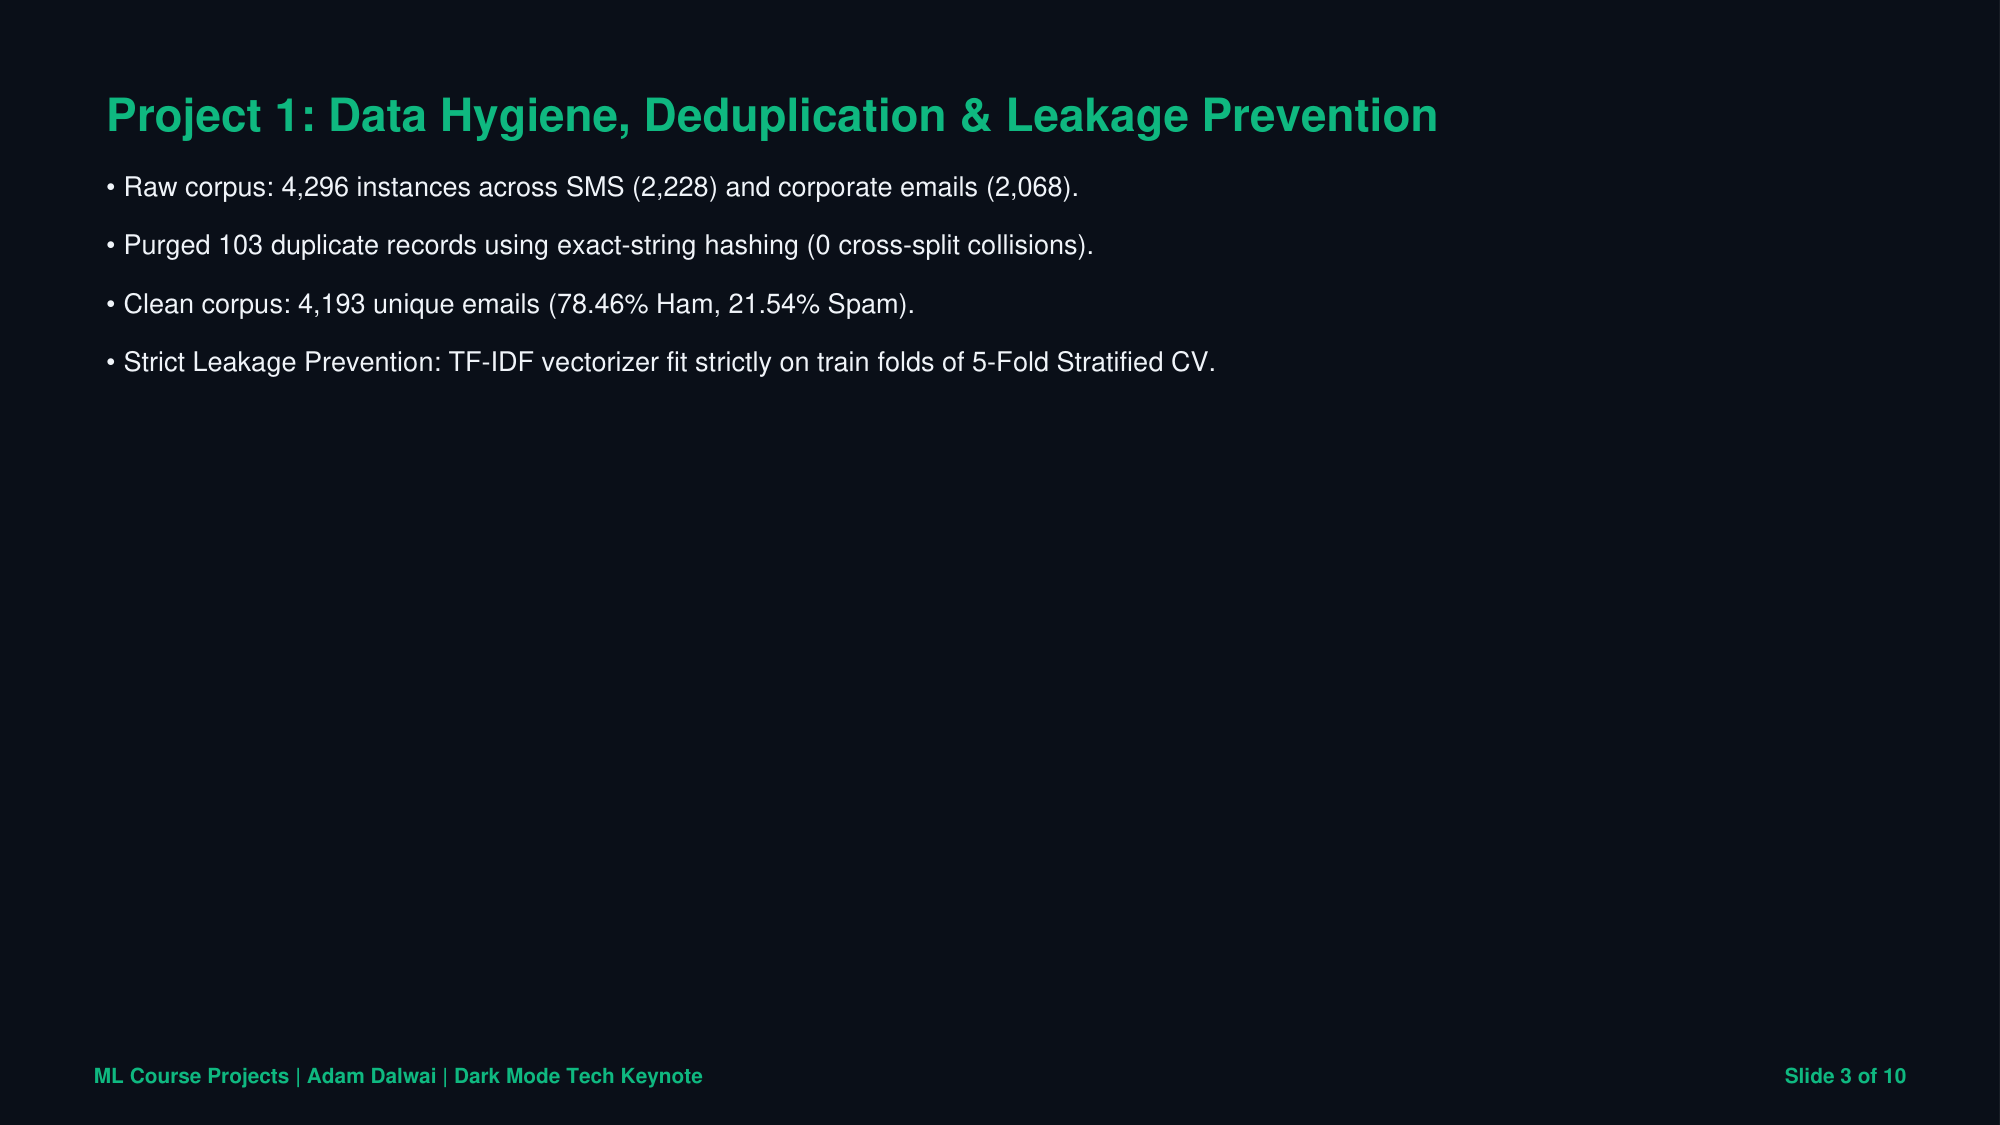 Project 1: Data Hygiene, Deduplication & Leakage Prevention
• Raw corpus: 4,296 instances across SMS (2,228) and corporate emails (2,068).
• Purged 103 duplicate records using exact-string hashing (0 cross-split collisions).
• Clean corpus: 4,193 unique emails (78.46% Ham, 21.54% Spam).
• Strict Leakage Prevention: TF-IDF vectorizer fit strictly on train folds of 5-Fold Stratified CV.
ML Course Projects | Adam Dalwai | Dark Mode Tech Keynote
Slide 3 of 10